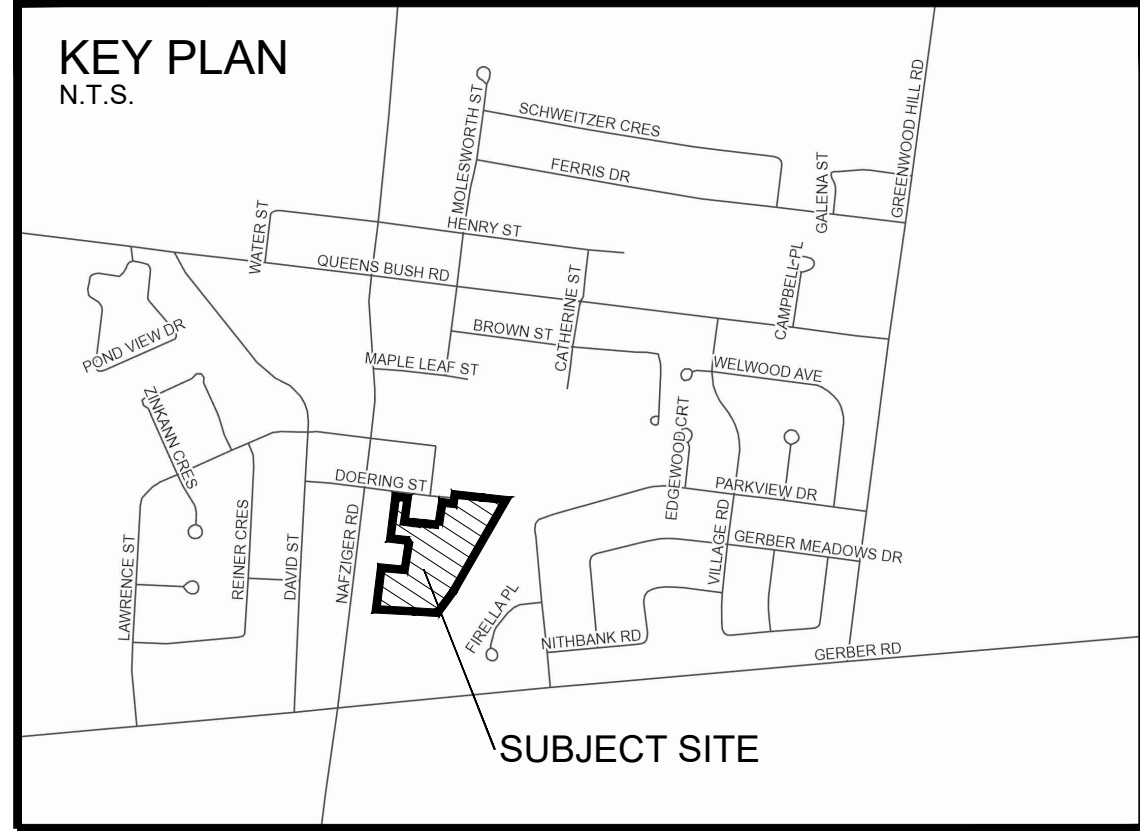 KEY PLAN
N.T.S.
SCHWEITZER CRES
MOLESWORTH ST
FERRIS DR
GALENA ST
GREENWOOD HILL RD
WATER ST
HENRY ST
QUEENS BUSH RD
CATHERINE ST
CAMPBELL PL
POND VIEW DR
BROWN ST
MAPLE LEAF ST
WELWOOD AVE
ZINKANN CRES
EDGEWOOD CRT
DOERING ST
PARKVIEW DR
LAWRENCE ST
REINER CRES
DAVID ST
NAFZIGER RD
VILLAGE RD
GERBER MEADOWS DR
FIRELLA PL
NITHBANK RD
GERBER RD
SUBJECT SITE